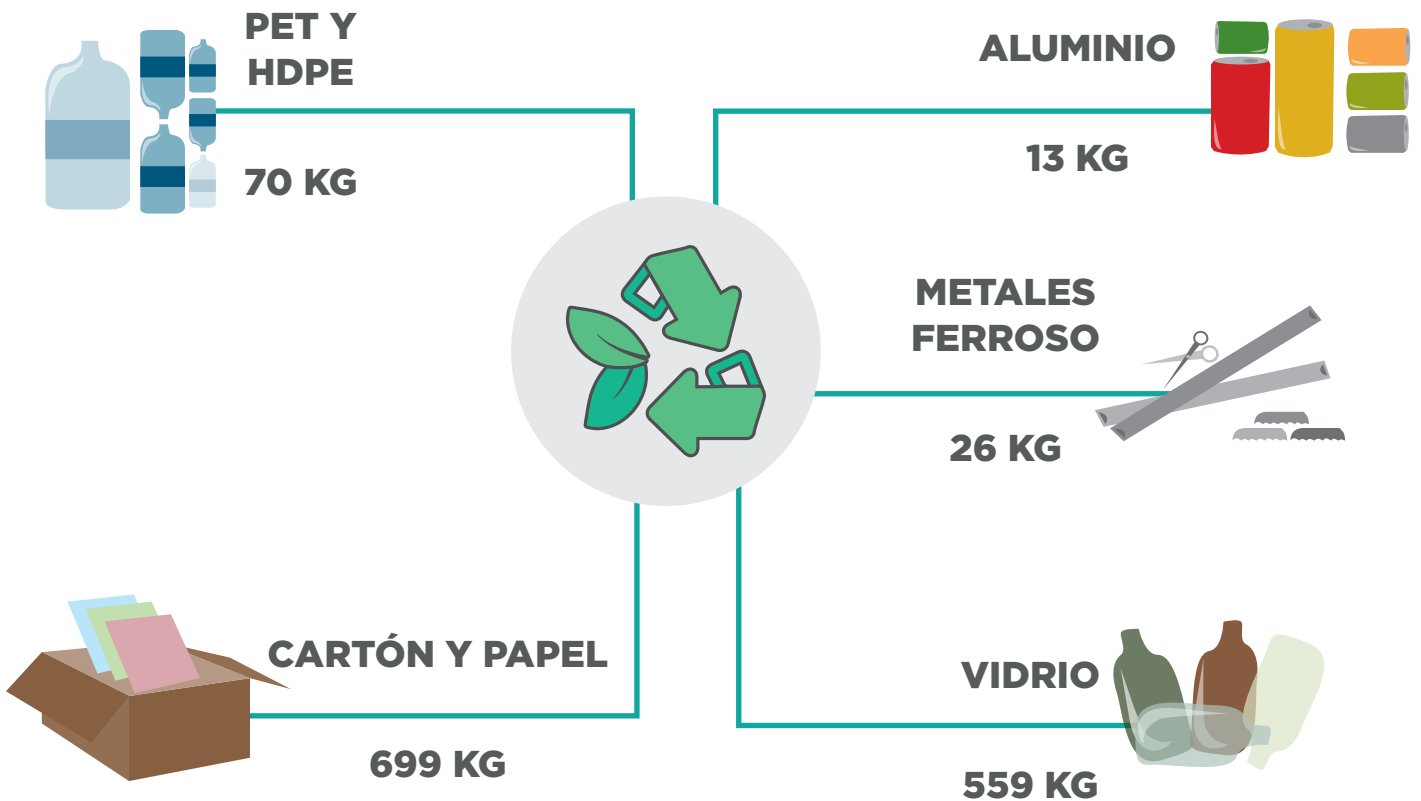 PET Y
HDPE
70 KG
ALUMINIO
13 KG
METALES
FERROSO
26 KG
CARTÓN Y PAPEL
699 KG
VIDRIO
559 KG